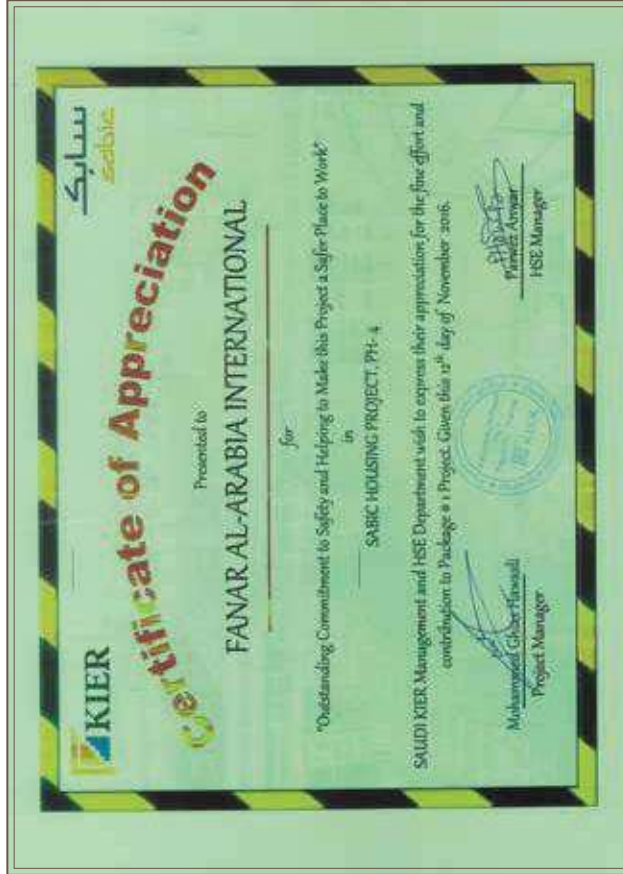 KIER
سابك
sabic
Certificate of Appreciation
Presented to
FANAR AL-ARABIA INTERNATIONAL
for
"Outstanding Commitment to Safety and Helping to Make this Project a Safer Place to Work"
in
SABIC HOUSING PROJECT, PH- 4
SAUDI KIER Management and HSE Department wish to express their appreciation for the fine effort and
contribution to Package # 1 Project. Given this 12th day of November 2016.
Mohammed
Project Manager
Parwez Anwar
HSE Manager